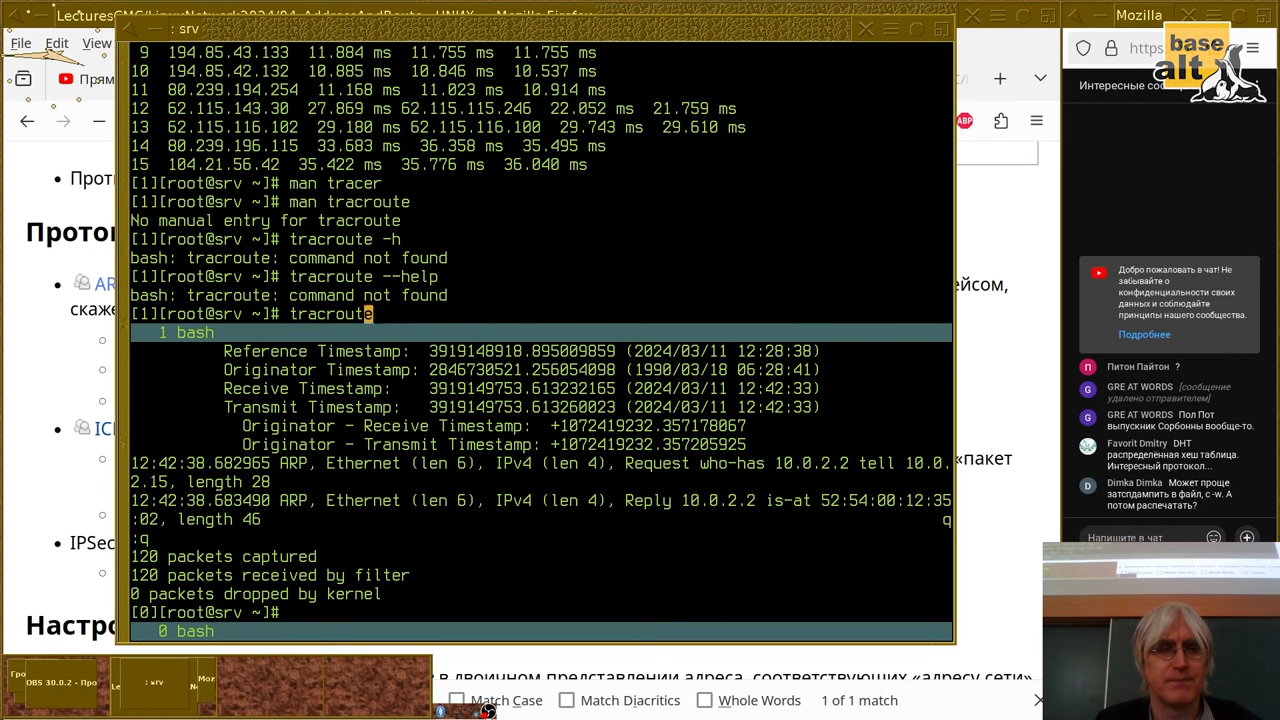 LecturesCMC/LinuxNetwork2024/04_AddressAndRoute — UNIX — Mozilla Firefox
: srv
Mozilla
File Edit View
https
base
alt
Прям
Интересные соо
ABP
9 194.85.43.133 11.884 ms 11.755 ms 11.755 ms
10 194.85.42.132 10.885 ms 10.846 ms 10.537 ms
11 80.239.194.254 11.168 ms 11.023 ms 10.914 ms
12 62.115.143.30 27.869 ms 62.115.115.246 22.052 ms 21.759 ms
13 62.115.116.102 29.180 ms 62.115.116.100 29.743 ms 29.610 ms
14 80.239.196.115 33.683 ms 36.358 ms 35.495 ms
15 104.21.56.42 35.422 ms 35.776 ms 36.040 ms
[1][root@srv ~]# man tracer
[1][root@srv ~]# man tracroute
No manual entry for tracroute
[1][root@srv ~]# tracroute -h
bash: tracroute: command not found
[1][root@srv ~]# tracroute --help
bash: tracroute: command not found
[1][root@srv ~]# tracroute
1 bash
Reference Timestamp: 3919148918.895009859 (2024/03/11 12:28:38)
Originator Timestamp: 2846730521.256054098 (1990/03/18 06:28:41)
Receive Timestamp: 3919149753.613232165 (2024/03/11 12:42:33)
Transmit Timestamp: 3919149753.613260023 (2024/03/11 12:42:33)
Originator - Receive Timestamp: +1072419232.357178067
Originator - Transmit Timestamp: +1072419232.357205925
12:42:38.682965 ARP, Ethernet (len 6), IPv4 (len 4), Request who-has 10.0.2.2 tell 10.0.
2.15, length 28
12:42:38.683490 ARP, Ethernet (len 6), IPv4 (len 4), Reply 10.0.2.2 is-at 52:54:00:12:35
:02, length 46 q
:q
120 packets captured
120 packets received by filter
0 packets dropped by kernel
[0][root@srv ~]#
0 bash
Прот
Прото
AR
ейсом,
скаже
ICI
«пакет
IPSec
Настро
в двоичном представлении адреса, соответствующих «адресу сети»
Match Case Match Diacritics Whole Words 1 of 1 match
Добро пожаловать в чат! Не
забывайте о
конфиденциальности
своих данных и соблюдайте
принципы нашего сообщества.
Подробнее
Питон Пайтон ?
GREAT WORDS [сообщение
удалено отправителем]
GREAT WORDS Пол Пот
выпускник Сорбонны вообще-то.
Favorit Dmitry DHT
распределённая хеш таблица.
Интересный протокол...
Dimka Dimka Может проще
затспдампить в файл, с -w. А
потом распечатать?
Напишите в чат
Гро
OBS 30.0.2 - Про
Le
: srv
N
Moz